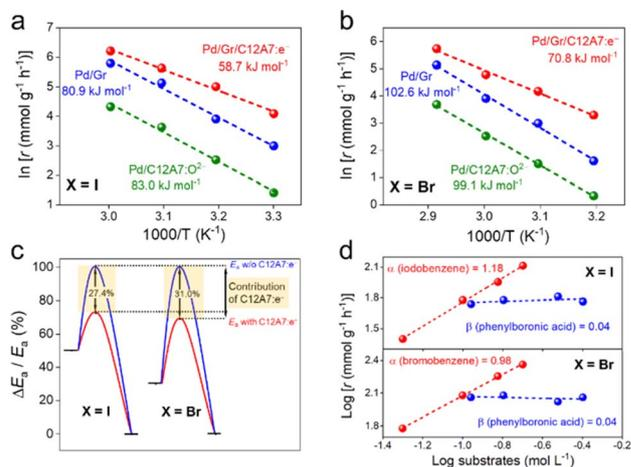 a
Pd/Gr/C12A7:e⁻
58.7 kJ mol⁻¹
Pd/Gr
80.9 kJ mol⁻¹
Pd/C12A7:O²⁻
83.0 kJ mol⁻¹
X = I
ln [r (mmol g⁻¹ h⁻¹)]
7
6
5
4
3
2
1
3.0 3.1 3.2 3.3
1000/T (K⁻¹)
b
Pd/Gr/C12A7:e⁻
70.8 kJ mol⁻¹
Pd/Gr
102.6 kJ mol⁻¹
Pd/C12A7:O²⁻
99.1 kJ mol⁻¹
X = Br
ln [r (mmol g⁻¹ h⁻¹)]
6
5
4
3
2
1
0
2.9 3.0 3.1 3.2
1000/T (K⁻¹)
c
Eₐ w/o C12A7:e⁻
Contribution
of C12A7:e⁻
Eₐ with C12A7:e⁻
27.4%
31.0%
X = I
X = Br
ΔEₐ / Eₐ (%)
100
80
60
40
20
0
d
α (iodobenzene) = 1.18
X = I
β (phenylboronic acid) = 0.04
2.1
1.8
1.5
α (bromobenzene) = 0.98
X = Br
β (phenylboronic acid) = 0.04
2.4
2.1
1.8
Log [r (mmol g⁻¹ h⁻¹)]
-1.4 -1.2 -1.0 -0.8 -0.6 -0.4 -0.2
Log substrates (mol L⁻¹)